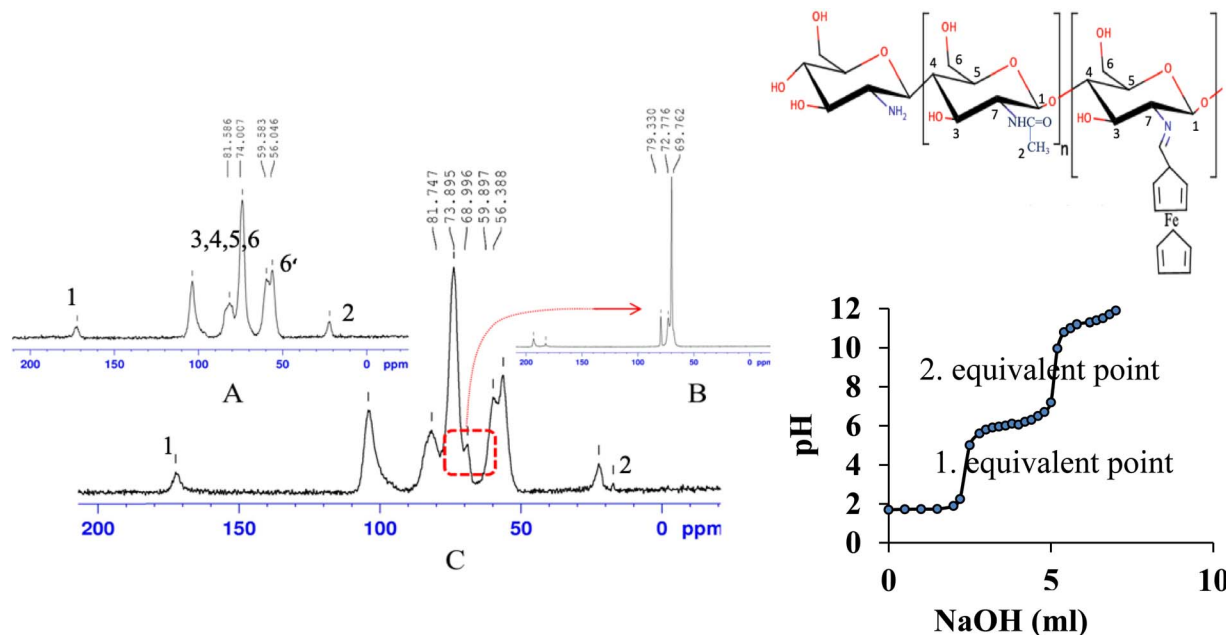 81.586
74.007
59.583
56.046
3,4,5,6
6‘
1
2
210 200 150 100 50 0 ppm
A
79.330
72.776
69.762
200 150 100 50 0 ppm
B
81.747
73.895
68.996
59.897
56.388
1
2
200 150 100 50 0 ppm
C
OH
OH
OH
6
6
O
O
O
4
5
4
5
HO
1
O
O
HO
NH₂
HO
3
7
NHC=O
n
2 CH₃
HO
3
7
N
1
Fe
12
10
8
6
4
2
0
pH
2. equivalent point
1. equivalent point
0 5 10
NaOH (ml)